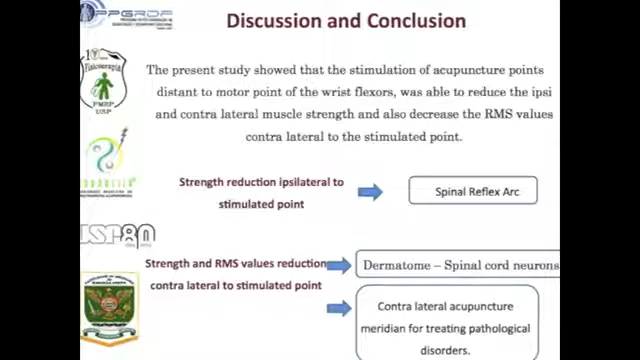 PPGRDF
Discussion and Conclusion
Fisioterapia
FMRP
USP
The present study showed that the stimulation of acupuncture points
distant to motor point of the wrist flexors, was able to reduce the ipsi
and contra lateral muscle strength and also decrease the RMS values
contra lateral to the stimulated point.
Strength reduction ipsilateral to
stimulated point
Spinal Reflex Arc
USP80
Strength and RMS values reduction
contra lateral to stimulated point
Dermatome – Spinal cord neurons
Contra lateral acupuncture
meridian for treating pathological
disorders.